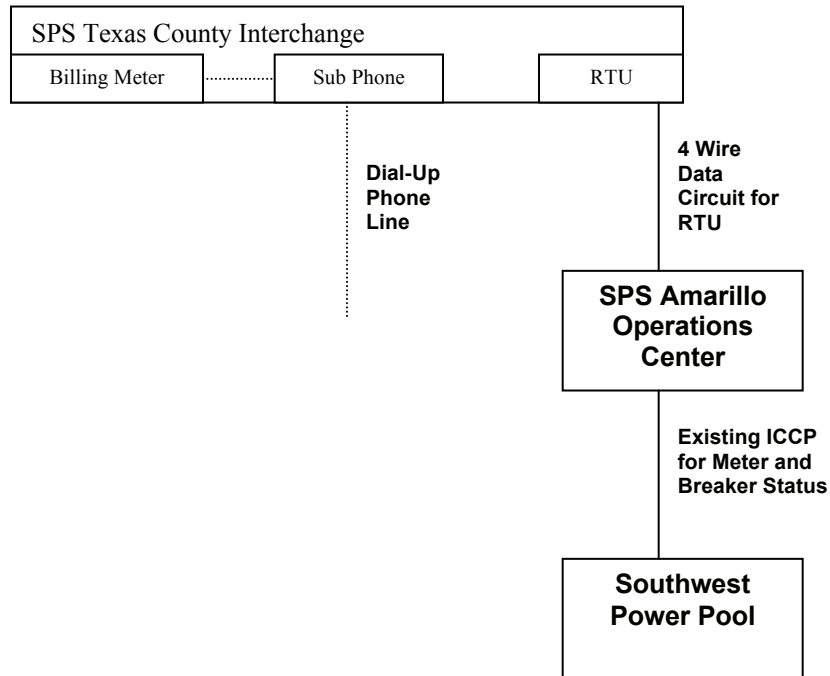 SPS Texas County Interchange
Billing Meter
Sub Phone
RTU
Dial-Up
Phone
Line
4 Wire
Data
Circuit for
RTU
SPS Amarillo
Operations
Center
Existing ICCP
for Meter and
Breaker Status
Southwest
Power Pool